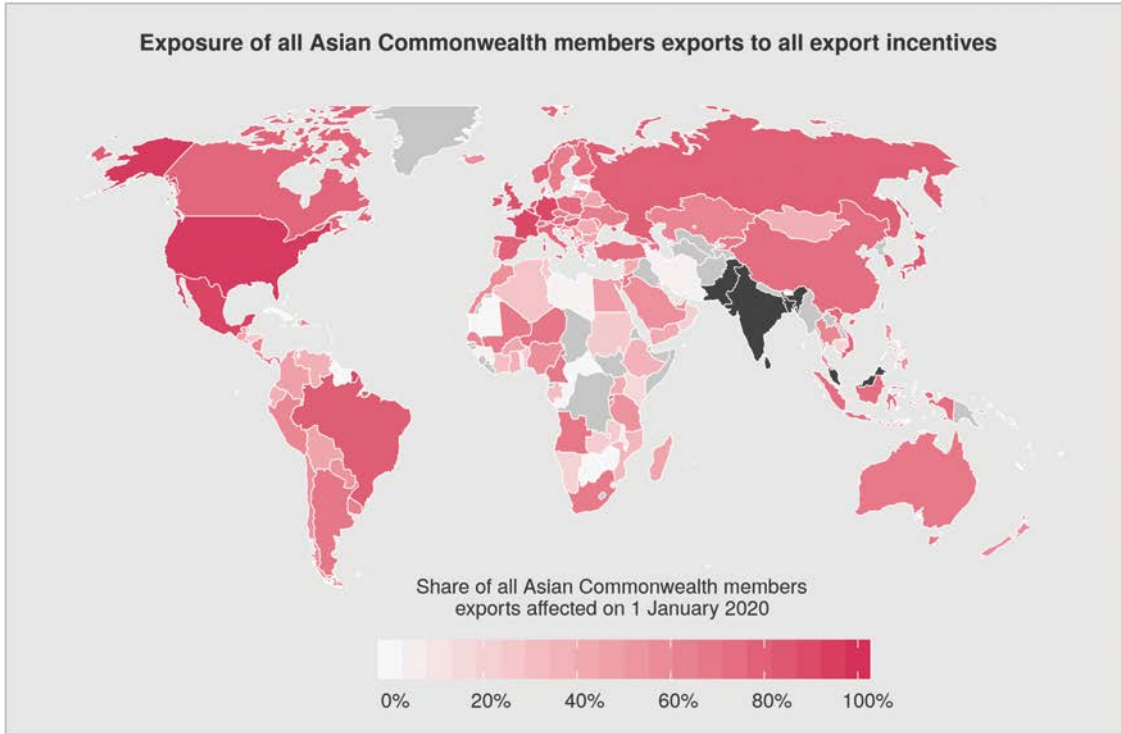 Exposure of all Asian Commonwealth members exports to all export incentives
Share of all Asian Commonwealth members
exports affected on 1 January 2020
0% 20% 40% 60% 80% 100%